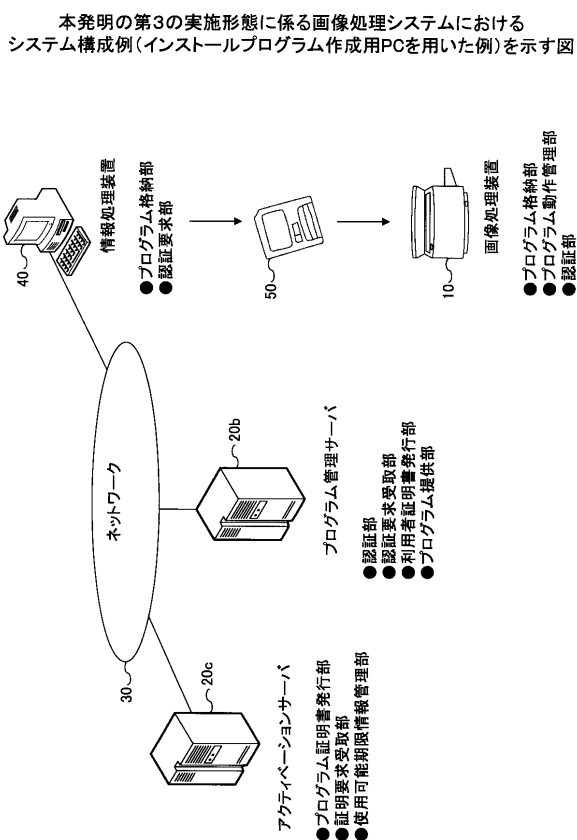 本発明の第3の実施形態に係る画像処理システムにおける
システム構成例(インストールプログラム作成用PCを用いた例)を示す図
40
情報処理装置
●プログラム格納部
●認証要求部
50
10
画像処理装置
●プログラム格納部
●プログラム動作管理部
●認証部
ネットワーク
30
20b
プログラム管理サーバ
●認証部
●認証要求受取部
●利用者証明書発行部
●プログラム提供部
20c
アクティベーションサーバ
●プログラム証明書発行部
●証明要求受取部
●使用可能期限情報管理部